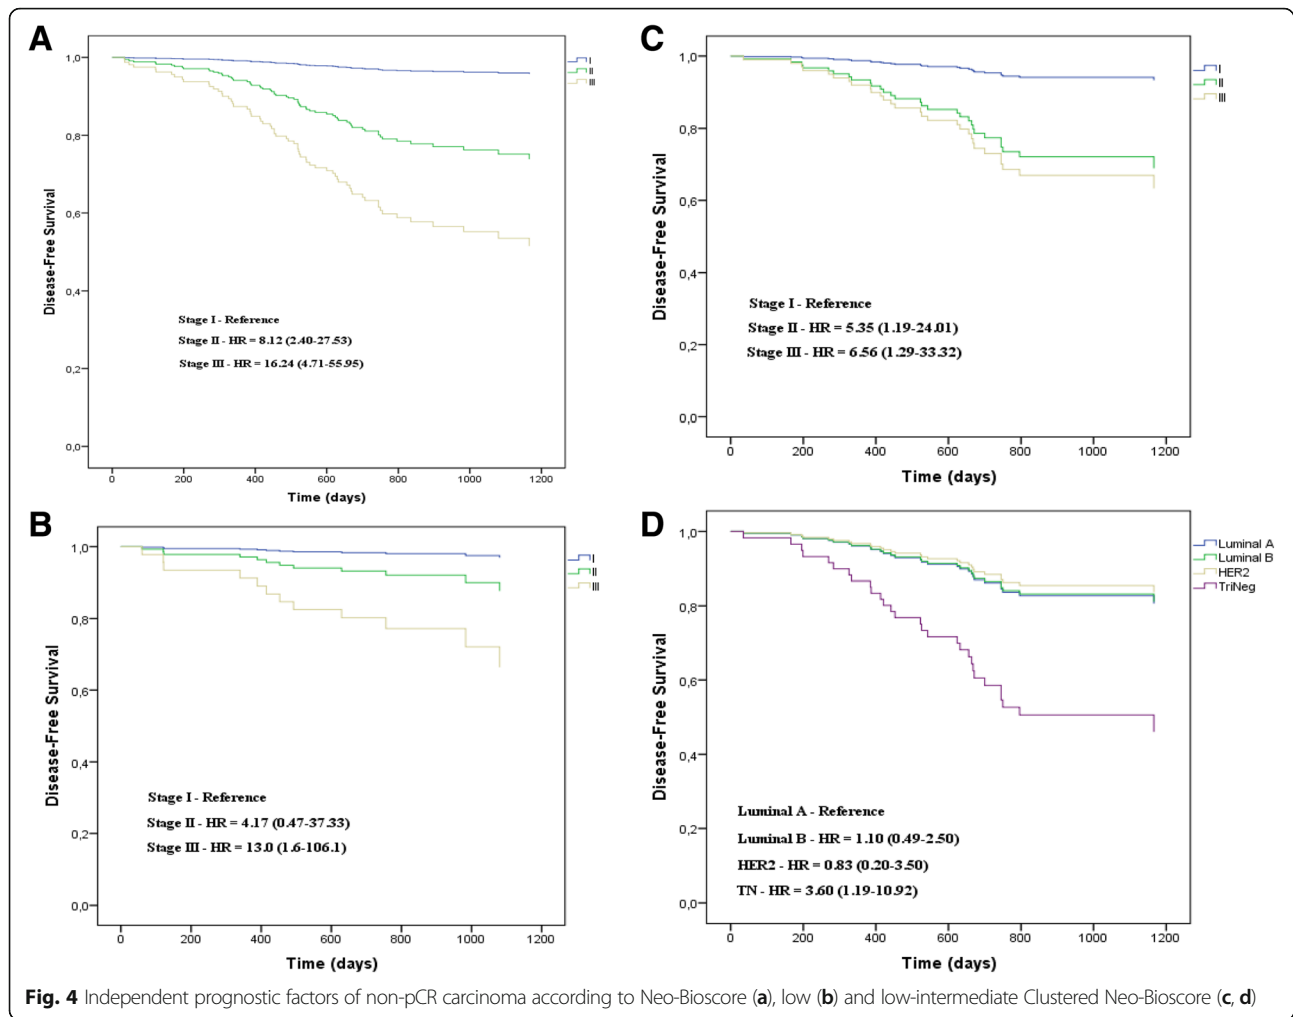 A
1,0
0,8
0,6
0,4
0,2
0,0
Disease-Free Survival
0 200 400 600 800 1000 1200
Time (days)
I
II
III
Stage I - Reference
Stage II - HR = 8.12 (2.40-27.53)
Stage III - HR = 16.24 (4.71-55.95)
C
1,0
0,8
0,6
0,4
0,2
0,0
Disease-Free Survival
0 200 400 600 800 1000 1200
Time (days)
I
II
III
Stage I - Reference
Stage II - HR = 5.35 (1.19-24.01)
Stage III - HR = 6.56 (1.29-33.32)
B
1,0
0,8
0,6
0,4
0,2
0,0
Disease-Free Survival
0 200 400 600 800 1000 1200
Time (days)
I
II
III
Stage I - Reference
Stage II - HR = 4.17 (0.47-37.33)
Stage III - HR = 13.0 (1.6-106.1)
D
1,0
0,8
0,6
0,4
0,2
0,0
Disease-Free Survival
0 200 400 600 800 1000 1200
Time (days)
Luminal A
Luminal B
HER2
TriNeg
Luminal A - Reference
Luminal B - HR = 1.10 (0.49-2.50)
HER2 - HR = 0.83 (0.20-3.50)
TN - HR = 3.60 (1.19-10.92)
Fig. 4 Independent prognostic factors of non-pCR carcinoma according to Neo-Bioscore (a), low (b) and low-intermediate Clustered Neo-Bioscore (c, d)